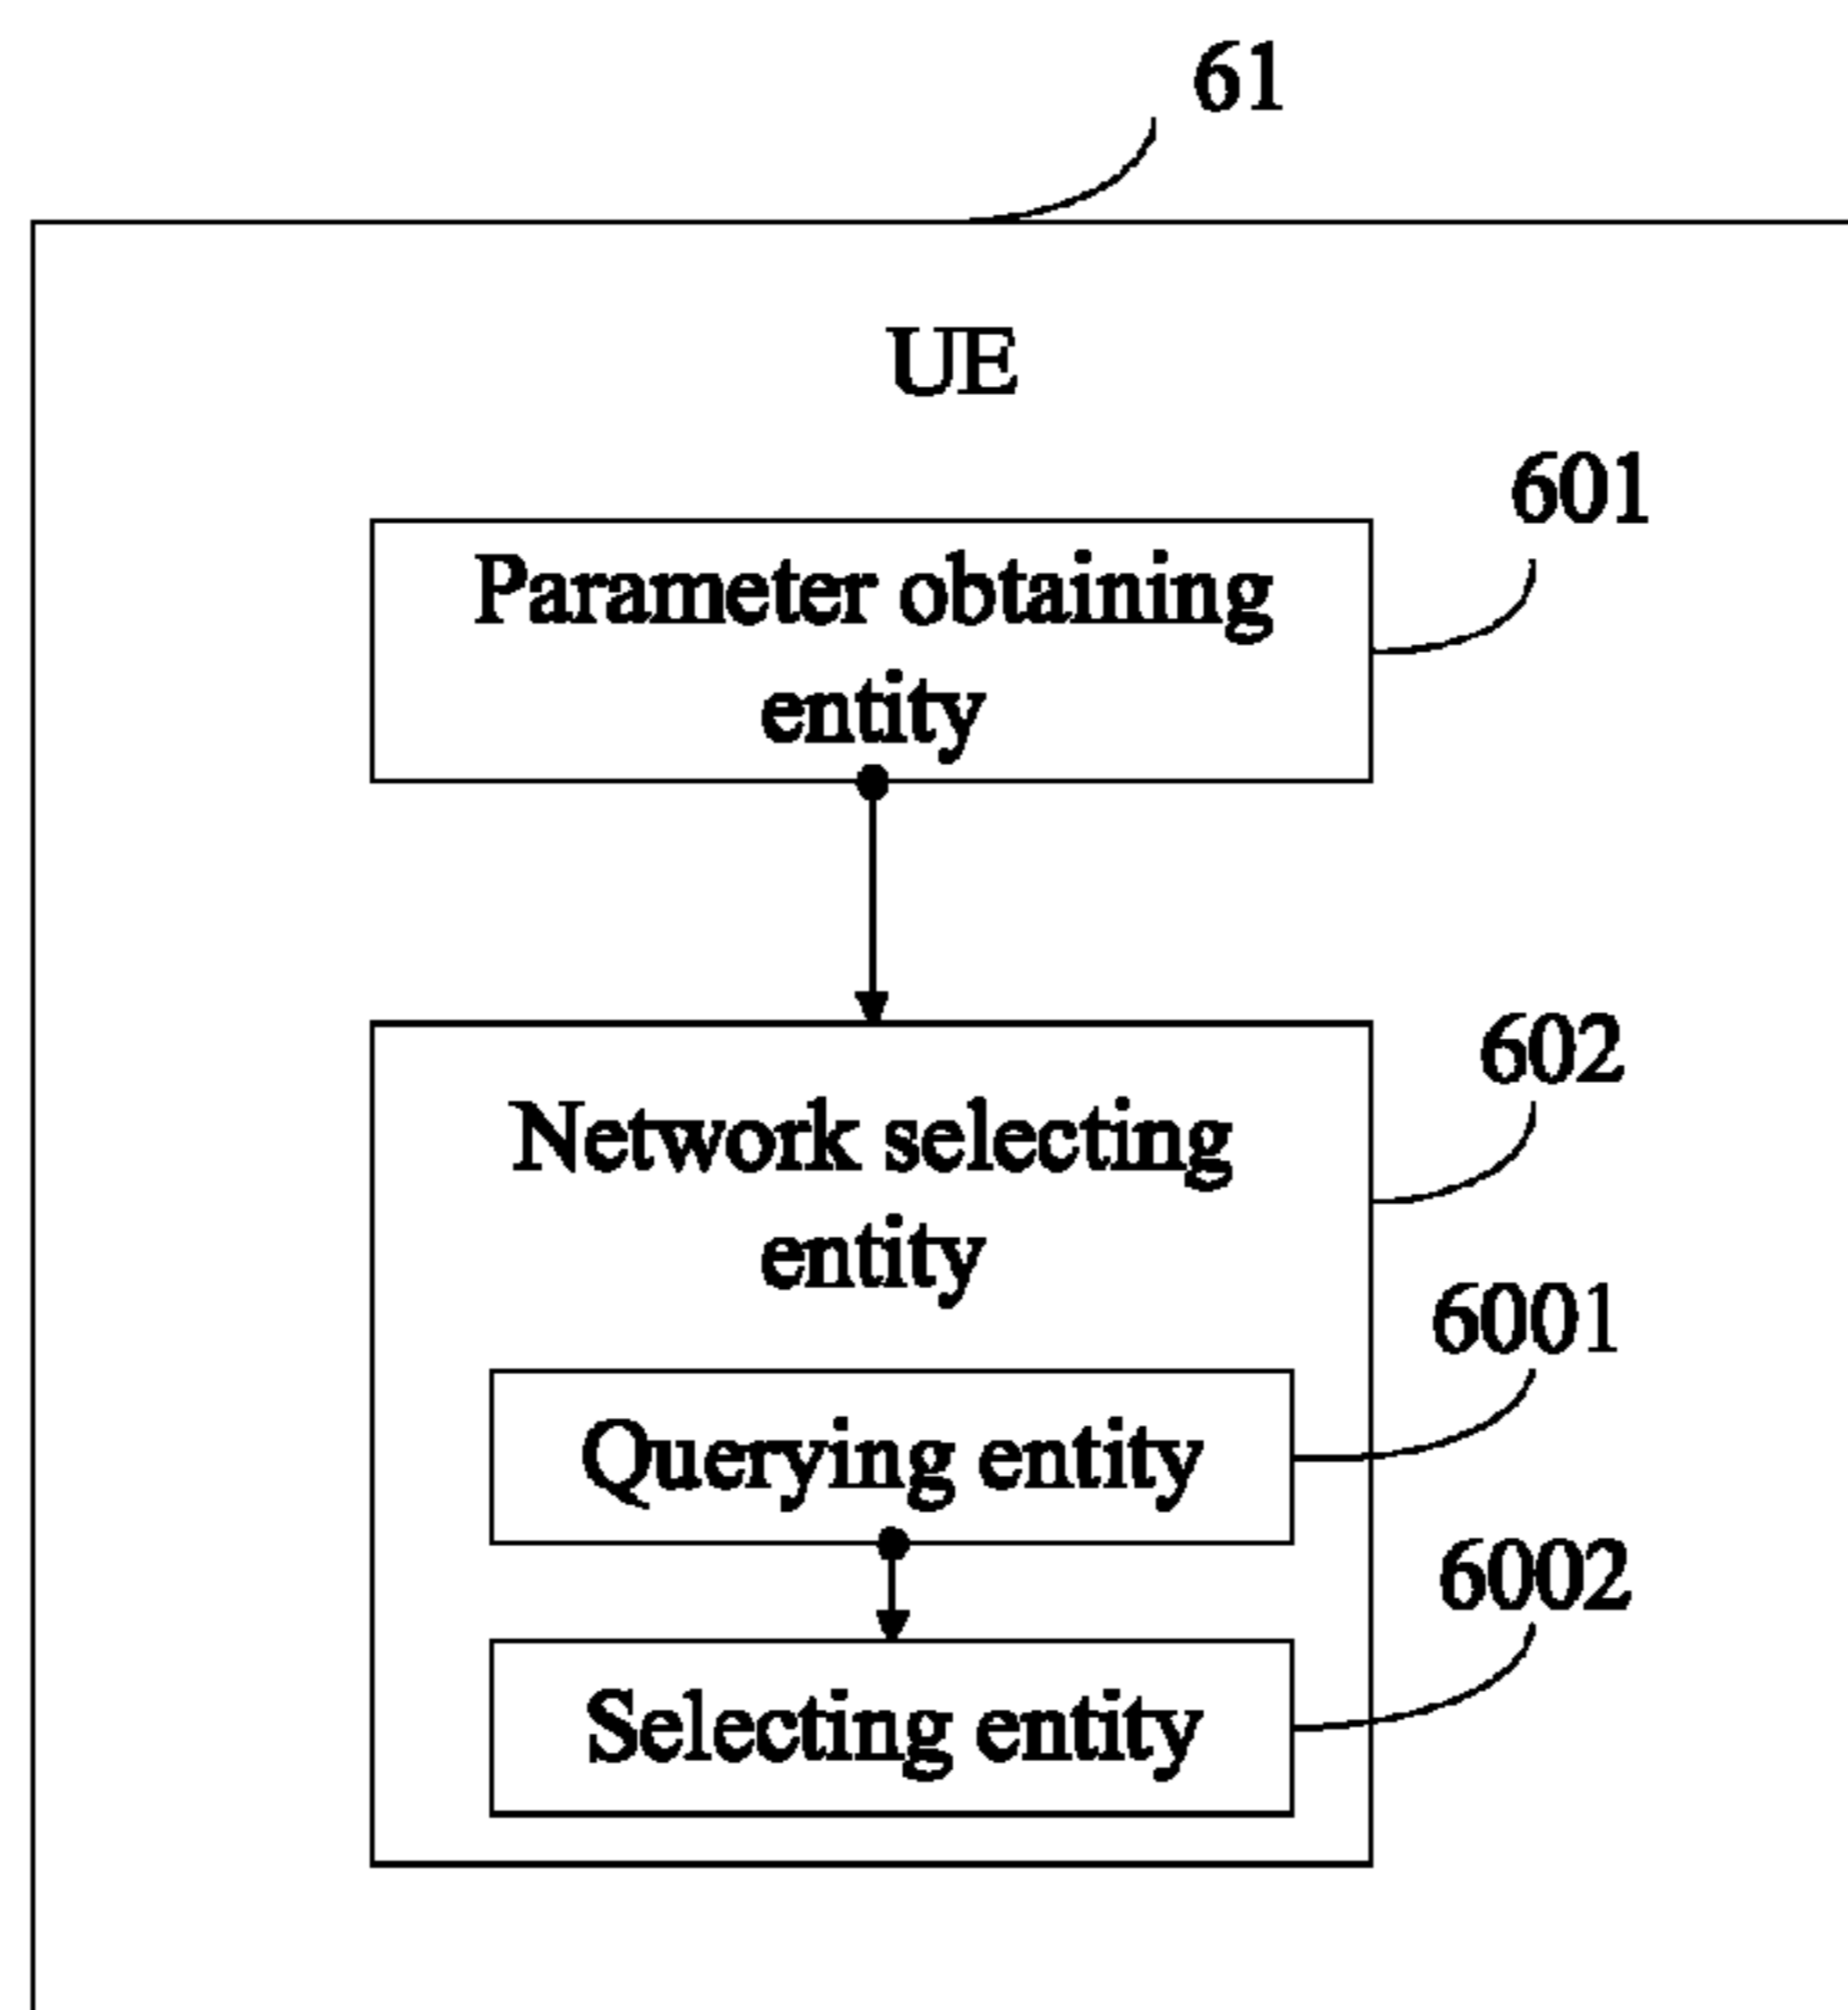 61
UE
601
Parameter obtaining
entity
602
Network selecting
entity
6001
Querying entity
6002
Selecting entity